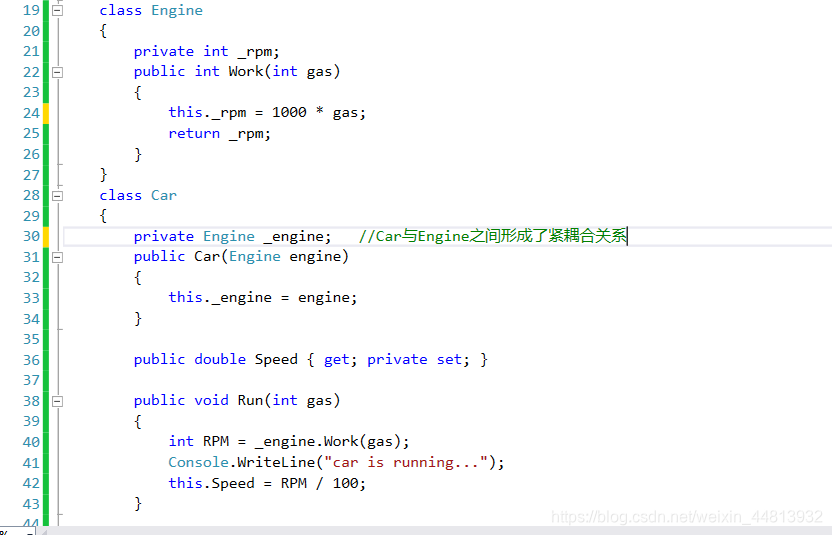 19 class Engine
20 {
21 private int _rpm;
22 public int Work(int gas)
23 {
24 this._rpm = 1000 * gas;
25 return _rpm;
26 }
27 }
28 class Car
29 {
30 private Engine _engine; //Car与Engine之间形成了紧耦合关系
31 public Car(Engine engine)
32 {
33 this._engine = engine;
34 }
35
36 public double Speed { get; private set; }
37
38 public void Run(int gas)
39 {
40 int RPM = _engine.Work(gas);
41 Console.WriteLine("car is running...");
42 this.Speed = RPM / 100;
43 }
44
https://blog.csdn.net/weixin_44813932